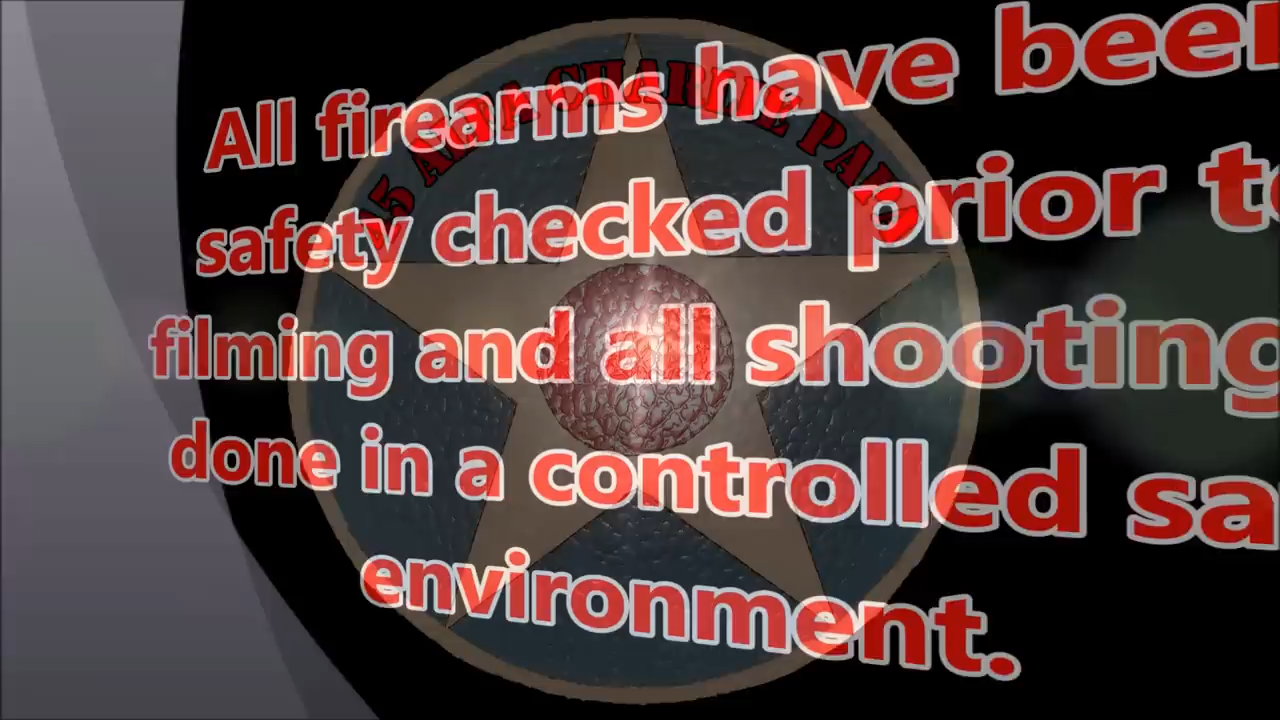 All firearms have been
safety checked prior to
filming and all shooting
done in a controlled sa
environment.